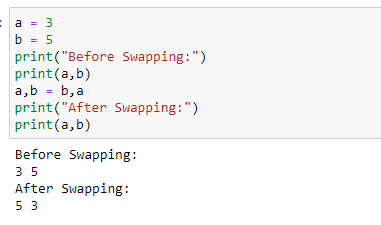 : a = 3
b = 5
print("Before Swapping:")
print(a,b)
a,b = b,a
print("After Swapping:")
print(a,b)
Before Swapping:
3 5
After Swapping:
5 3